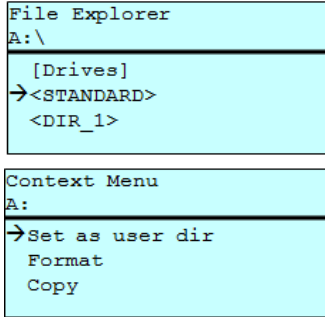 File Explorer
A:\
[Drives]
→<STANDARD>
<DIR_1>
Context Menu
A:
→Set as user dir
Format
Copy